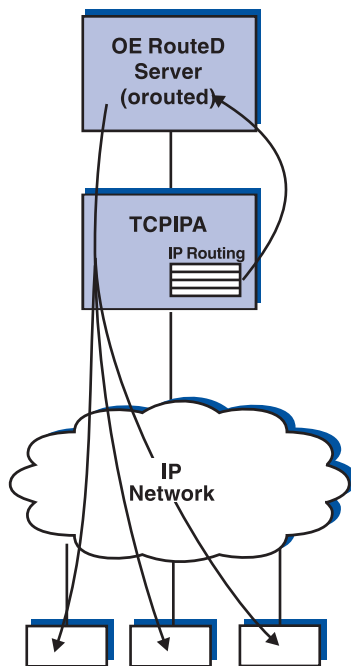 OE RouteD
Server
(orouted)
TCPIPA
IP Routing
IP
Network